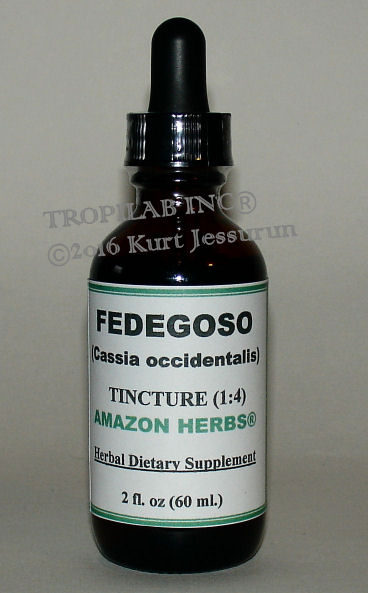 TROPILAB INC®
©2016 Kurt Jessurun
FEDEGOSO
(Cassia occidentalis)
TINCTURE (1:4)
AMAZON HERBS®
Herbal Dietary Supplement
2 fl. oz (60 ml.)